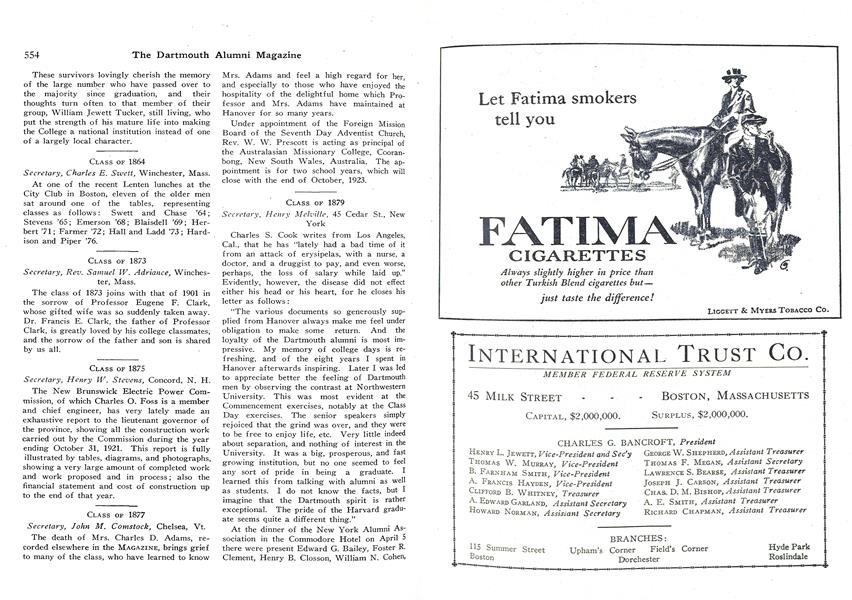 554 The Dartmouth Alumni Magazine
These survivors lovingly cherish the memory
of the large number who have passed over to
the majority since graduation, and their
thoughts turn often to that member of their
group, William Jewett Tucker, still living, who
put the strength of his mature life into making
the College a national institution instead of one
of a largely local character.
CLASS OF 1864
Secretary, Charles E. Swett, Winchester, Mass.
At one of the recent Lenten lunches at the
City Club in Boston, eleven of the older men
sat around one of the tables, representing
classes as follows: Swett and Chase '64;
Stevens '65; Emerson '68; Blaisdell '69; Her-
bert '71; Farmer '72; Hall and Ladd '73; Hard-
ison and Piper '76.
CLASS OF 1873
Secretary, Rev. Samuel W. Adriance, Winches-
ter, Mass.
The class of 1873 joins with that of 1901 in
the sorrow of Professor Eugene F. Clark,
whose gifted wife was so suddenly taken away.
Dr. Francis E. Clark, the father of Professor
Clark, is greatly loved by his college classmates,
and the sorrow of the father and son is shared
by us all.
CLASS OF 1875
Secretary, Henry W. Stevens, Concord, N. H.
The New Brunswick Electric Power Com-
mission, of which Charles O. Foss is a member
and chief engineer, has very lately made an
exhaustive report to the lieutenant governor of
the province, showing all the construction work
carried out by the Commission during the year
ending October 31, 1921. This report is fully
illustrated by tables, diagrams, and photographs,
showing a very large amount of completed work
and work proposed and in process; also the
financial statement and cost of construction up
to the end of that year.
CLASS OF 1877
Secretary, John M. Comstock, Chelsea, Vt.
The death of Mrs. Charles D. Adams, re-
corded elsewhere in the MAGAZINE, brings grief
to many of the class, who have learned to know
Mrs. Adams and feel a high regard for her,
and especially to those who have enjoyed the
hospitality of the delightful home which Pro-
fessor and Mrs. Adams have maintained at
Hanover for so many years.
Under appointment of the Foreign Mission
Board of the Seventh Day Adventist Church,
Rev. W. W. Prescott is acting as principal of
the Australasian Missionary College, Cooran-
bong, New South Wales, Australia. The ap-
pointment is for two school years, which will
close with the end of October, 1923.
CLASS OF 1879
Secretary, Henry Melville, 45 Cedar St., New
York
Charles S. Cook writes from Los Angeles,
Cal., that he has "lately had a bad time of it
from an attack of erysipelas, with a nurse, a
doctor, and a druggist to pay, and even worse,
perhaps, the loss of salary while laid up."
Evidently, however, the disease did not effect
either his head or his heart, for he closes his
letter as follows:
"The various documents so generously sup-
plied from Hanover always make me feel under
obligation to make some return. And the
loyalty of the Dartmouth alumni is most im-
pressive. My memory of college days is re-
freshing, and of the eight years I spent in
Hanover afterwards inspiring. Later I was led
to appreciate better the feeling of Dartmouth
men by observing the contrast at Northwestern
University. This was most evident at the
Commencement exercises, notably at the Class
Day exercises. The senior speakers simply
rejoiced that the grind was over, and they were
to be free to enjoy life, etc. Very little indeed
about separation, and nothing of interest in the
University. It was a big, prosperous, and fast
growing institution, but no one seemed to feel
any sort of pride in being a graduate. I
learned this from talking with alumni as well
as students. I do not know the facts, but I
imagine that the Dartmouth spirit is rather
exceptional. The pride of the Harvard gradu-
ate seems quite a different thing."
At the dinner of the New York Alumni As-
sociation in the Commodore Hotel on April 5
there were present Edward G. Bailey, Foster R.
Clement, Henry B. Closson, William N. Cohen,
Let Fatima smokers
tell you
FATIMA
CIGARETTES
Always slightly higher in price than
other Turkish Blend cigarettes but—
just taste the difference!
LIGGETT & MYERS TOBACCO CO.
INTERNATIONAL TRUST CO.
MEMBER FEDERAL RESERVE SYSTEM
45 MILK STREET - - - BOSTON, MASSACHUSETTS
CAPITAL, $2,000,000. SURPLUS, $2,000,000.
CHARLES G. BANCROFT, President
HENRY L. JEWETT, Vice-President and Sec'y GEORGE W. SHEPHERD, Assistant Treasurer
THOMAS W. MURRAY, Vice-President THOMAS F. MEGAN, Assistant Secretary
B. FARNHAM SMITH, Vice-President LAWRENCE S. BEARSE, Assistant Treasurer
A. FRANCIS HAYDEN, Vice-President JOSEPH J. CARSON, Assistant Treasurer
CLIFFORD B. WHITNEY, Treasurer CHAS. D. M. BISHOP, Assistant Treasurer
A. EDWARD GARLAND, Assistant Secretary A. E. SMITH, Assistant Treasurer
HOWARD NORMAN, Assistant Secretary RICHARD CHAPMAN, Assistant Treasurer
BRANCHES:
115 Summer Street Upham's Corner Field's Corner Hyde Park
Boston Dorchester Roslindale